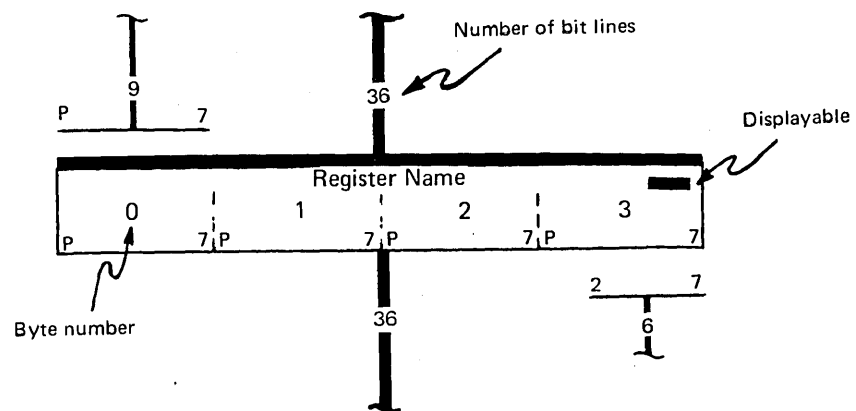 Number of bit lines
9
36
P 7
Displayable
Register Name
0 1 2 3
P 7 P 7 P 7 P 7
2 7
Byte number
36
6